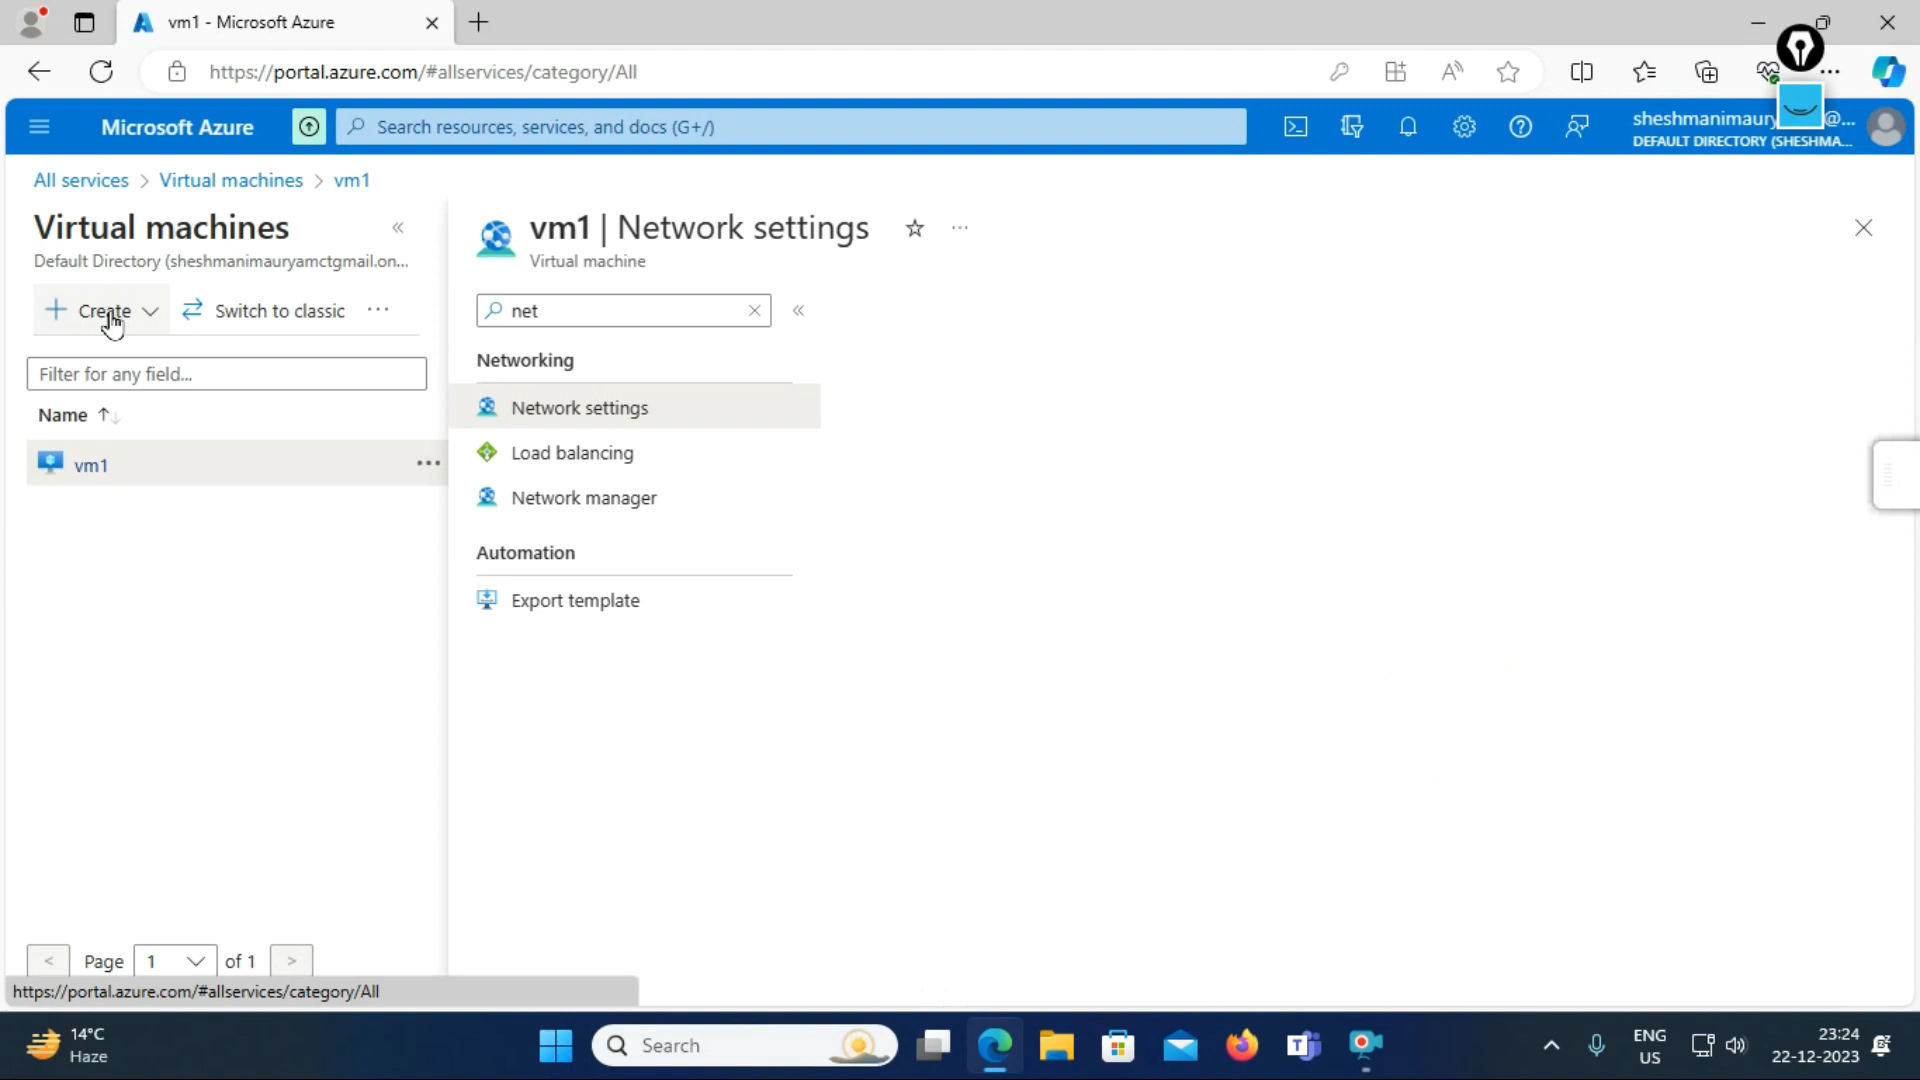 vm1 - Microsoft Azure
https://portal.azure.com/#allservices/category/All
Microsoft Azure
Search resources, services, and docs (G+/)
sheshmanimaury
@...
DEFAULT DIRECTORY (SHESHMA...
All services > Virtual machines > vm1
Virtual machines
Default Directory (sheshmanimauryamctgmail.on...
Create
Switch to classic
Filter for any field...
Name
vm1
Page 1 of 1
https://portal.azure.com/#allservices/category/All
vm1 | Network settings
Virtual machine
net
Networking
Network settings
Load balancing
Network manager
Automation
Export template
14°C
Haze
Search
ENG
US
23:24
22-12-2023